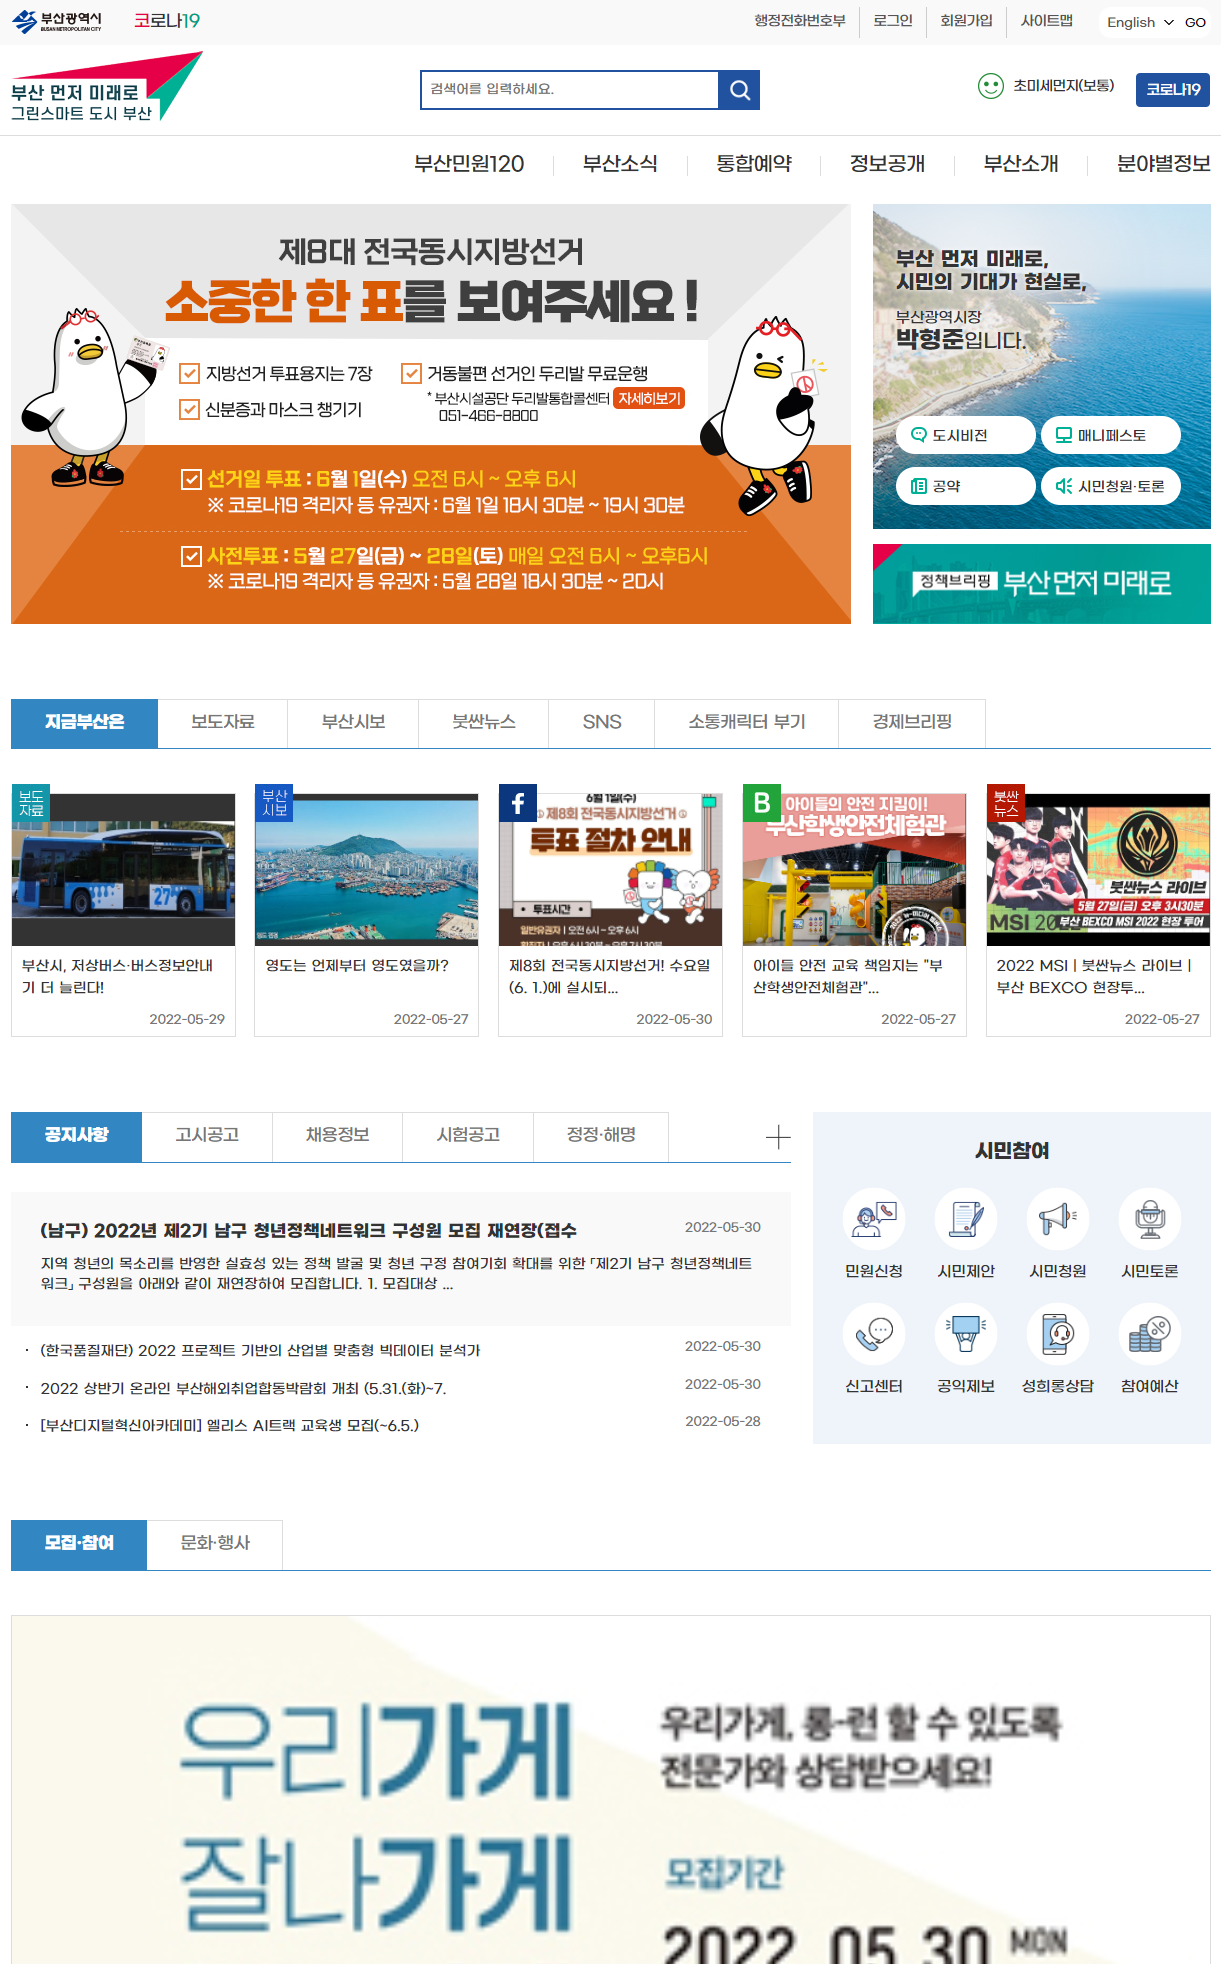 부산광역시
BUSAN METROPOLITAN CITY
코로나19
행정전화번호부
로그인
회원가입
사이트맵
English
GO
부산 먼저 미래로
그린스마트 도시 부산
검색어를 입력하세요.
초미세먼지(보통)
코로나19
부산민원120
부산소식
통합예약
정보공개
부산소개
분야별정보
제8대 전국동시지방선거
소중한 한 표를 보여주세요 !
지방선거 투표용지는 7장
신분증과 마스크 챙기기
거동불편 선거인 두리발 무료운행
* 부산시설공단 두리발통합콜센터 자세히보기
051-466-8800
선거일 투표 : 6월 1일(수) 오전 6시 ~ 오후 6시
※ 코로나19 격리자 등 유권자 : 6월 1일 18시 30분 ~ 19시 30분
사전투표 : 5월 27일(금) ~ 28일(토) 매일 오전 6시 ~ 오후6시
※ 코로나19 격리자 등 유권자 : 5월 28일 18시 30분 ~ 20시
부산 먼저 미래로,
시민의 기대가 현실로,
부산광역시장
박형준입니다.
도시비전
매니페스토
공약
시민청원·토론
정책브리핑 부산 먼저 미래로
지금부산은
보도자료
부산시보
붓싼뉴스
SNS
소통캐릭터 부기
경제브리핑
보도
자료
27
부산시, 저상버스·버스정보안내
기 더 늘린다!
2022-05-29
부산
시보
영도는 언제부터 영도였을까?
2022-05-27
f
6월 1일(수)
제8회 전국동시지방선거
투표 절차 안내
투표시간
일반유권자 | 오전 6시 ~ 오후 6시
제8회 전국동시지방선거! 수요일
(6. 1.)에 실시되...
2022-05-30
B
아이들의 안전 지킴이!
부산학생안전체험관
아이들 안전 교육 책임지는 "부
산학생안전체험관"...
2022-05-27
붓싼
뉴스
붓싼뉴스 라이브
5월 27일(금) 오후 3시30분
MSI 20
부산 BEXCO MSI 2022 현장 투어
2022 MSI | 붓싼뉴스 라이브 |
부산 BEXCO 현장투...
2022-05-27
공지사항
고시공고
채용정보
시험공고
정정·해명
(남구) 2022년 제2기 남구 청년정책네트워크 구성원 모집 재연장(접수
2022-05-30
지역 청년의 목소리를 반영한 실효성 있는 정책 발굴 및 청년 구정 참여기회 확대를 위한 「제2기 남구 청년정책네트
워크」 구성원을 아래와 같이 재연장하여 모집합니다. 1. 모집대상 ...
· (한국품질재단) 2022 프로젝트 기반의 산업별 맞춤형 빅데이터 분석가
2022-05-30
· 2022 상반기 온라인 부산해외취업합동박람회 개최 (5.31.(화)~7.
2022-05-30
· [부산디지털혁신아카데미] 엘리스 AI트랙 교육생 모집(~6.5.)
2022-05-28
시민참여
민원신청
시민제안
시민청원
시민토론
신고센터
공익제보
성희롱상담
참여예산
모집·참여
문화·행사
우리가게
잘나가게
우리가게, 롱-런 할 수 있도록
전문가와 상담받으세요!
모집기간
2022. 05. 30 MON